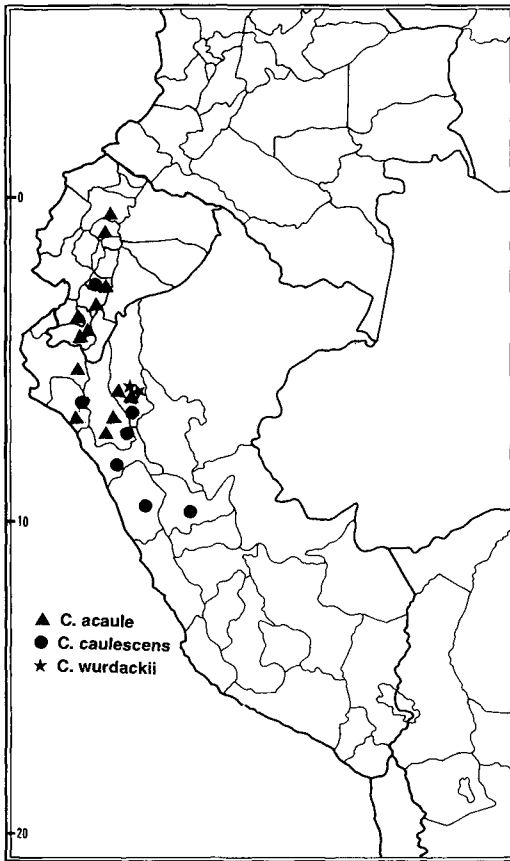 0
10
▲ C. acaule
● C. caulescens
★ C. wurdackii
20